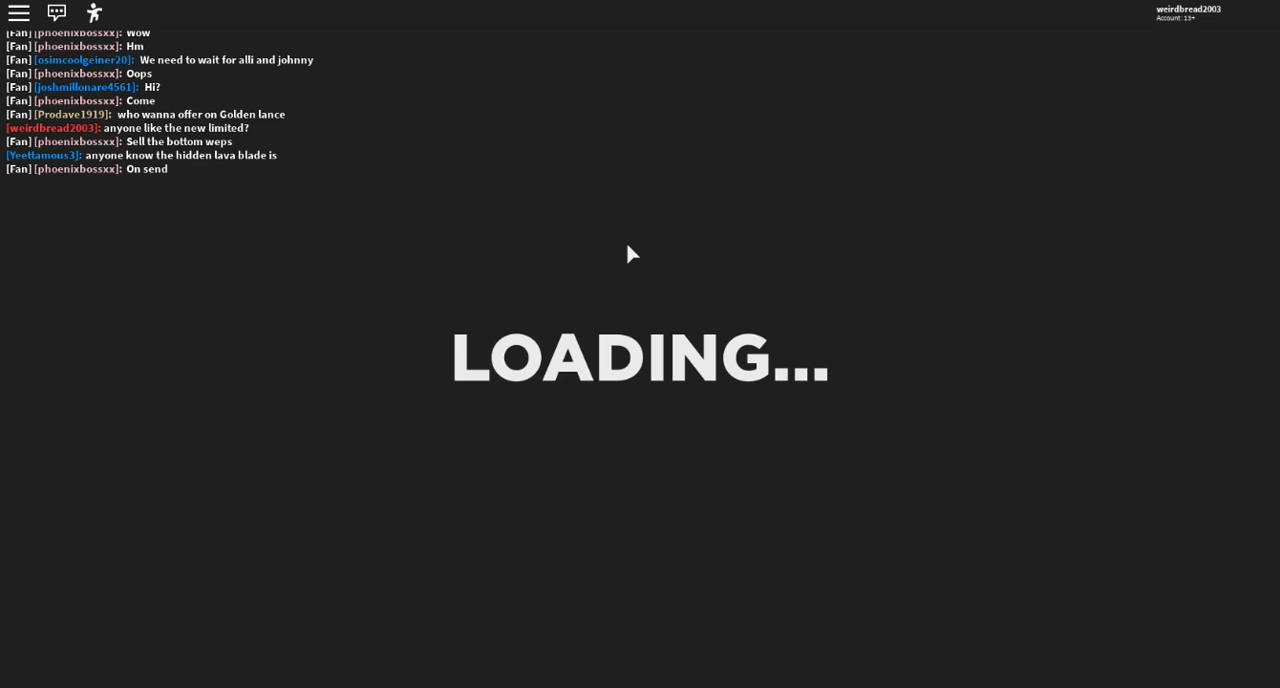 weirdbread2003
Account: 13+
[Fan] [phoenixbossxx]: Wow
[Fan] [phoenixbossxx]: Hm
[Fan] [osimcoolgeiner20]: We need to wait for alli and johnny
[Fan] [phoenixbossxx]: Oops
[Fan] [joshmillonare4561]: Hi?
[Fan] [phoenixbossxx]: Come
[Fan] [Prodave1919]: who wanna offer on Golden lance
[weirdbread2003]: anyone like the new limited?
[Fan] [phoenixbossxx]: Sell the bottom weps
[Yeettamous3]: anyone know the hidden lava blade is
[Fan] [phoenixbossxx]: On send
LOADING...